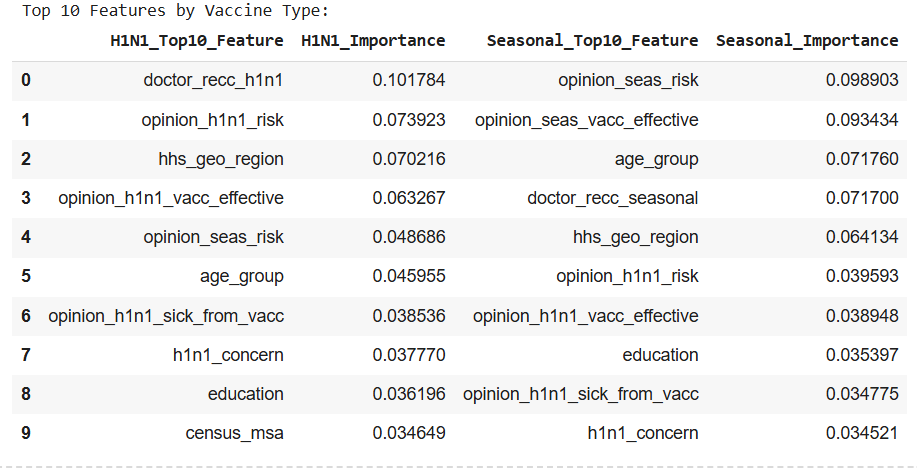 Top 10 Features by Vaccine Type:
H1N1_Top10_Feature H1N1_Importance Seasonal_Top10_Feature Seasonal_Importance
0 doctor_recc_h1n1 0.101784 opinion_seas_risk 0.098903
1 opinion_h1n1_risk 0.073923 opinion_seas_vacc_effective 0.093434
2 hhs_geo_region 0.070216 age_group 0.071760
3 opinion_h1n1_vacc_effective 0.063267 doctor_recc_seasonal 0.071700
4 opinion_seas_risk 0.048686 hhs_geo_region 0.064134
5 age_group 0.045955 opinion_h1n1_risk 0.039593
6 opinion_h1n1_sick_from_vacc 0.038536 opinion_h1n1_vacc_effective 0.038948
7 h1n1_concern 0.037770 education 0.035397
8 education 0.036196 opinion_h1n1_sick_from_vacc 0.034775
9 census_msa 0.034649 h1n1_concern 0.034521